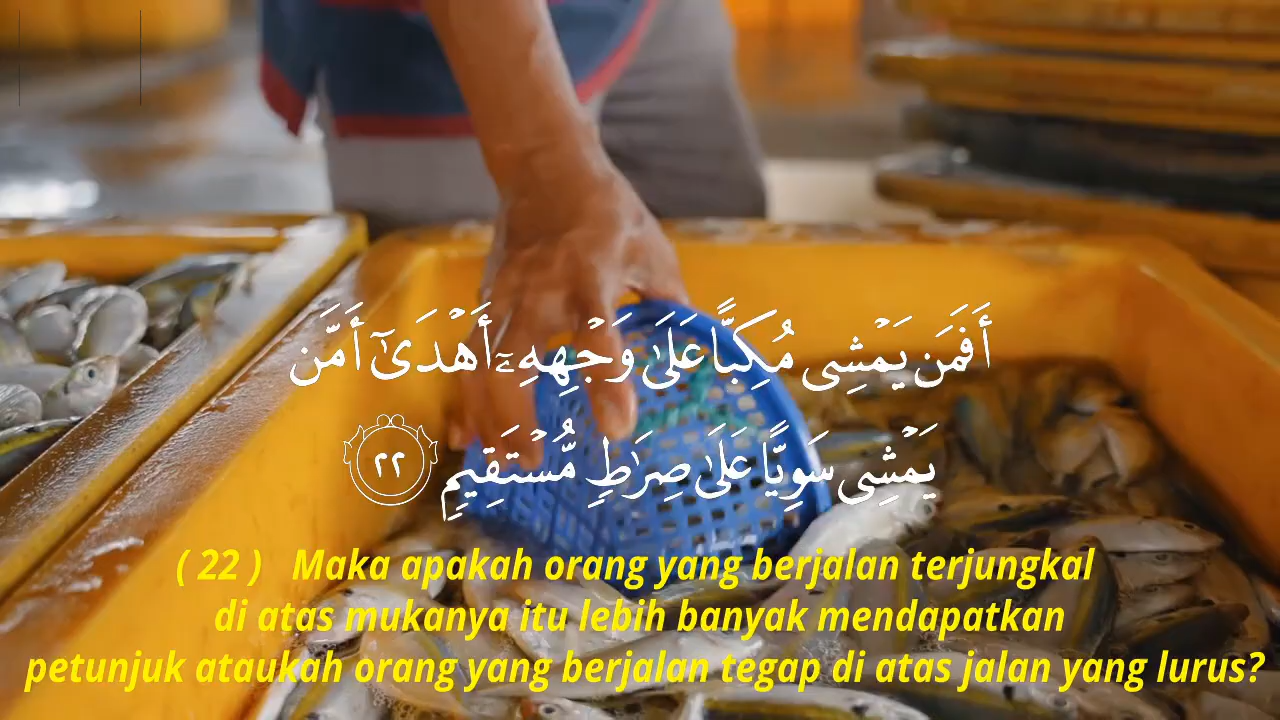 أَفَمَن يَمْشِى مُكِبًّا عَلَىٰ وَجْهِهِۦٓ أَهْدَىٰٓ أَمَّن
يَمْشِى سَوِيًّا عَلَىٰ صِرَٰطٍ مُّسْتَقِيمٍ ٢٢
( 22 ) Maka apakah orang yang berjalan terjungkal
di atas mukanya itu lebih banyak mendapatkan
petunjuk ataukah orang yang berjalan tegap di atas jalan yang lurus?